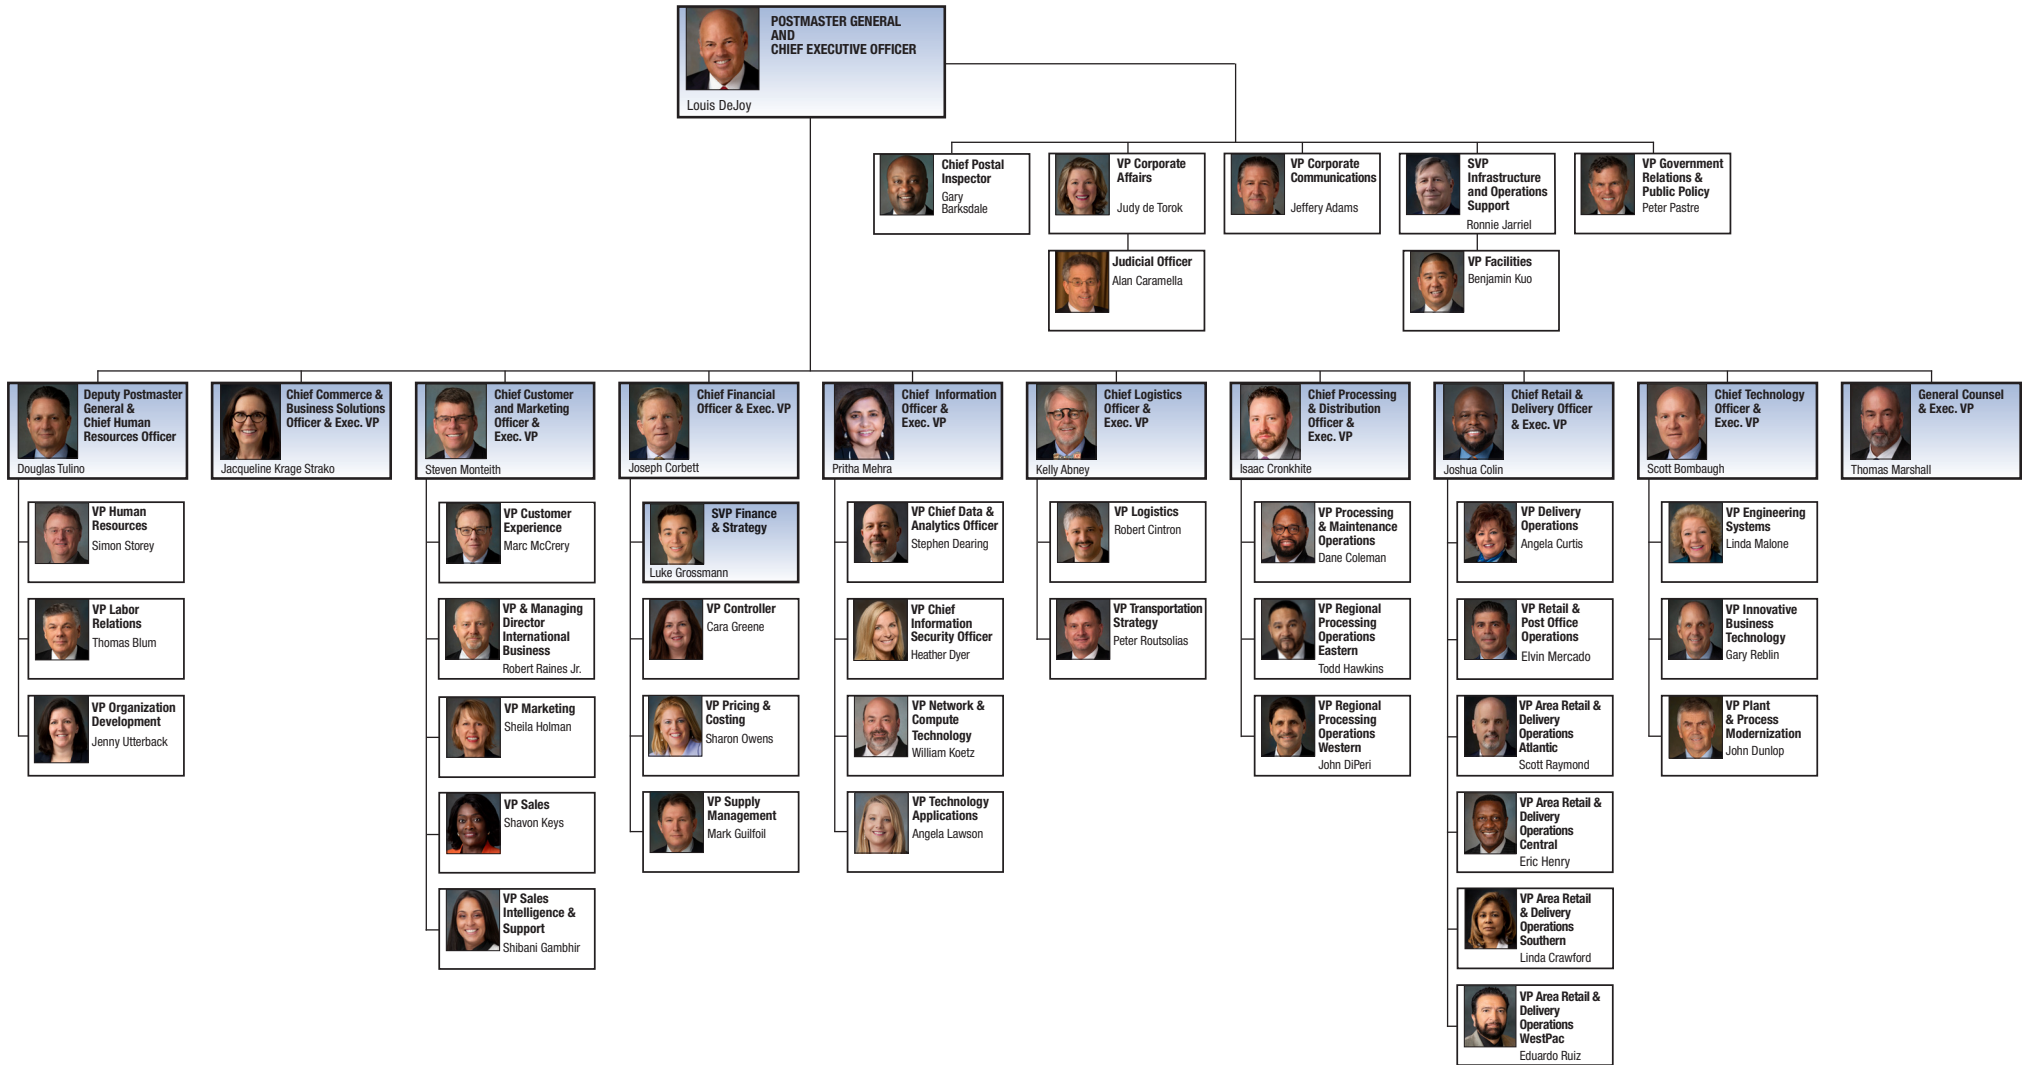 POSTMASTER GENERAL
AND
CHIEF EXECUTIVE OFFICER
Louis DeJoy
Chief Postal
Inspector
Gary
Barksdale
VP Corporate
Affairs
Judy de Torok
VP Corporate
Communications
Jeffery Adams
SVP
Infrastructure
and Operations
Support
Ronnie Jarriel
VP Government
Relations &
Public Policy
Peter Pastre
Judicial Officer
Alan Caramella
VP Facilities
Benjamin Kuo
Deputy Postmaster
General &
Chief Human
Resources Officer
Douglas Tulino
Chief Commerce &
Business Solutions
Officer & Exec. VP
Jacqueline Krage Strako
Chief Customer
and Marketing
Officer &
Exec. VP
Steven Monteith
Chief Financial
Officer & Exec. VP
Joseph Corbett
Chief Information
Officer &
Exec. VP
Pritha Mehra
Chief Logistics
Officer &
Exec. VP
Kelly Abney
Chief Processing
& Distribution
Officer &
Exec. VP
Isaac Cronkhite
Chief Retail &
Delivery Officer
& Exec. VP
Joshua Colin
Chief Technology
Officer &
Exec. VP
Scott Bombaugh
General Counsel
& Exec. VP
Thomas Marshall
VP Human
Resources
Simon Storey
VP Labor
Relations
Thomas Blum
VP Organization
Development
Jenny Utterback
VP Customer
Experience
Marc McCrery
VP & Managing
Director
International
Business
Robert Raines Jr.
VP Marketing
Sheila Holman
VP Sales
Shavon Keys
VP Sales
Intelligence &
Support
Shibani Gambhir
SVP Finance
& Strategy
Luke Grossmann
VP Controller
Cara Greene
VP Pricing &
Costing
Sharon Owens
VP Supply
Management
Mark Guilfoil
VP Chief Data &
Analytics Officer
Stephen Dearing
VP Chief
Information
Security Officer
Heather Dyer
VP Network &
Compute
Technology
William Koetz
VP Technology
Applications
Angela Lawson
VP Logistics
Robert Cintron
VP Transportation
Strategy
Peter Routsolias
VP Processing
& Maintenance
Operations
Dane Coleman
VP Regional
Processing
Operations
Eastern
Todd Hawkins
VP Regional
Processing
Operations
Western
John DiPeri
VP Delivery
Operations
Angela Curtis
VP Retail &
Post Office
Operations
Elvin Mercado
VP Area Retail &
Delivery
Operations
Atlantic
Scott Raymond
VP Area Retail &
Delivery
Operations
Central
Eric Henry
VP Area Retail
& Delivery
Operations
Southern
Linda Crawford
VP Area Retail &
Delivery
Operations
WestPac
Eduardo Ruiz
VP Engineering
Systems
Linda Malone
VP Innovative
Business
Technology
Gary Reblin
VP Plant
& Process
Modernization
John Dunlop